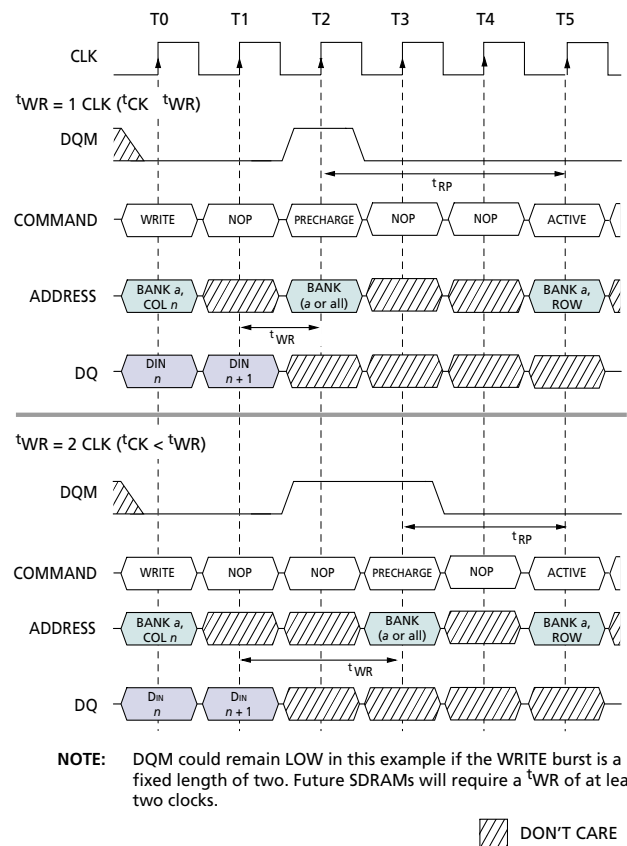 T0 T1 T2 T3 T4 T5
CLK
tWR = 1 CLK (tCK tWR)
DQM
tRP
COMMAND WRITE NOP PRECHARGE NOP NOP ACTIVE
ADDRESS BANK a, COL n BANK (a or all) BANK a, ROW
tWR
DQ DIN n DIN n + 1
tWR = 2 CLK (tCK < tWR)
DQM
tRP
COMMAND WRITE NOP NOP PRECHARGE NOP ACTIVE
ADDRESS BANK a, COL n BANK (a or all) BANK a, ROW
tWR
DQ DIN n DIN n + 1
NOTE: DQM could remain LOW in this example if the WRITE burst is a
fixed length of two. Future SDRAMs will require a tWR of at lea
two clocks.
DON'T CARE